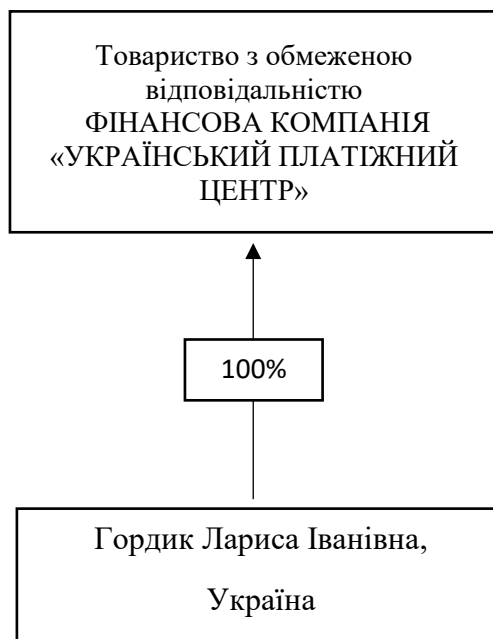 Товариство з обмеженою
відповідальністю
ФІНАНСОВА КОМПАНІЯ
«УКРАЇНСЬКИЙ ПЛАТІЖНИЙ
ЦЕНТР»
100%
Гордик Лариса Іванівна,
Україна